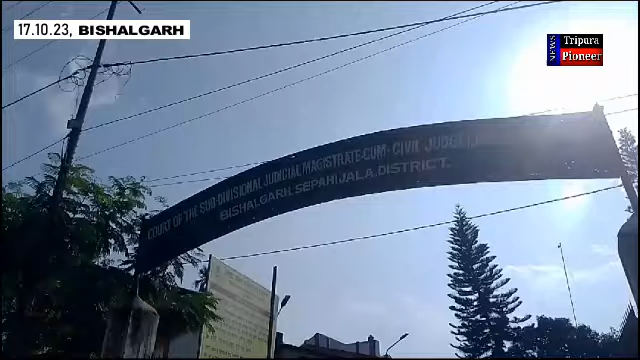 17.10.23, BISHALGARH
NEWS
Tripura
Pioneer
COURT OF THE SUB-DIVISIONAL JUDICIAL MAGISTRATE-CUM- CIVIL JUDGE
BISHALGARH, SEPAHIJALA DISTRICT.